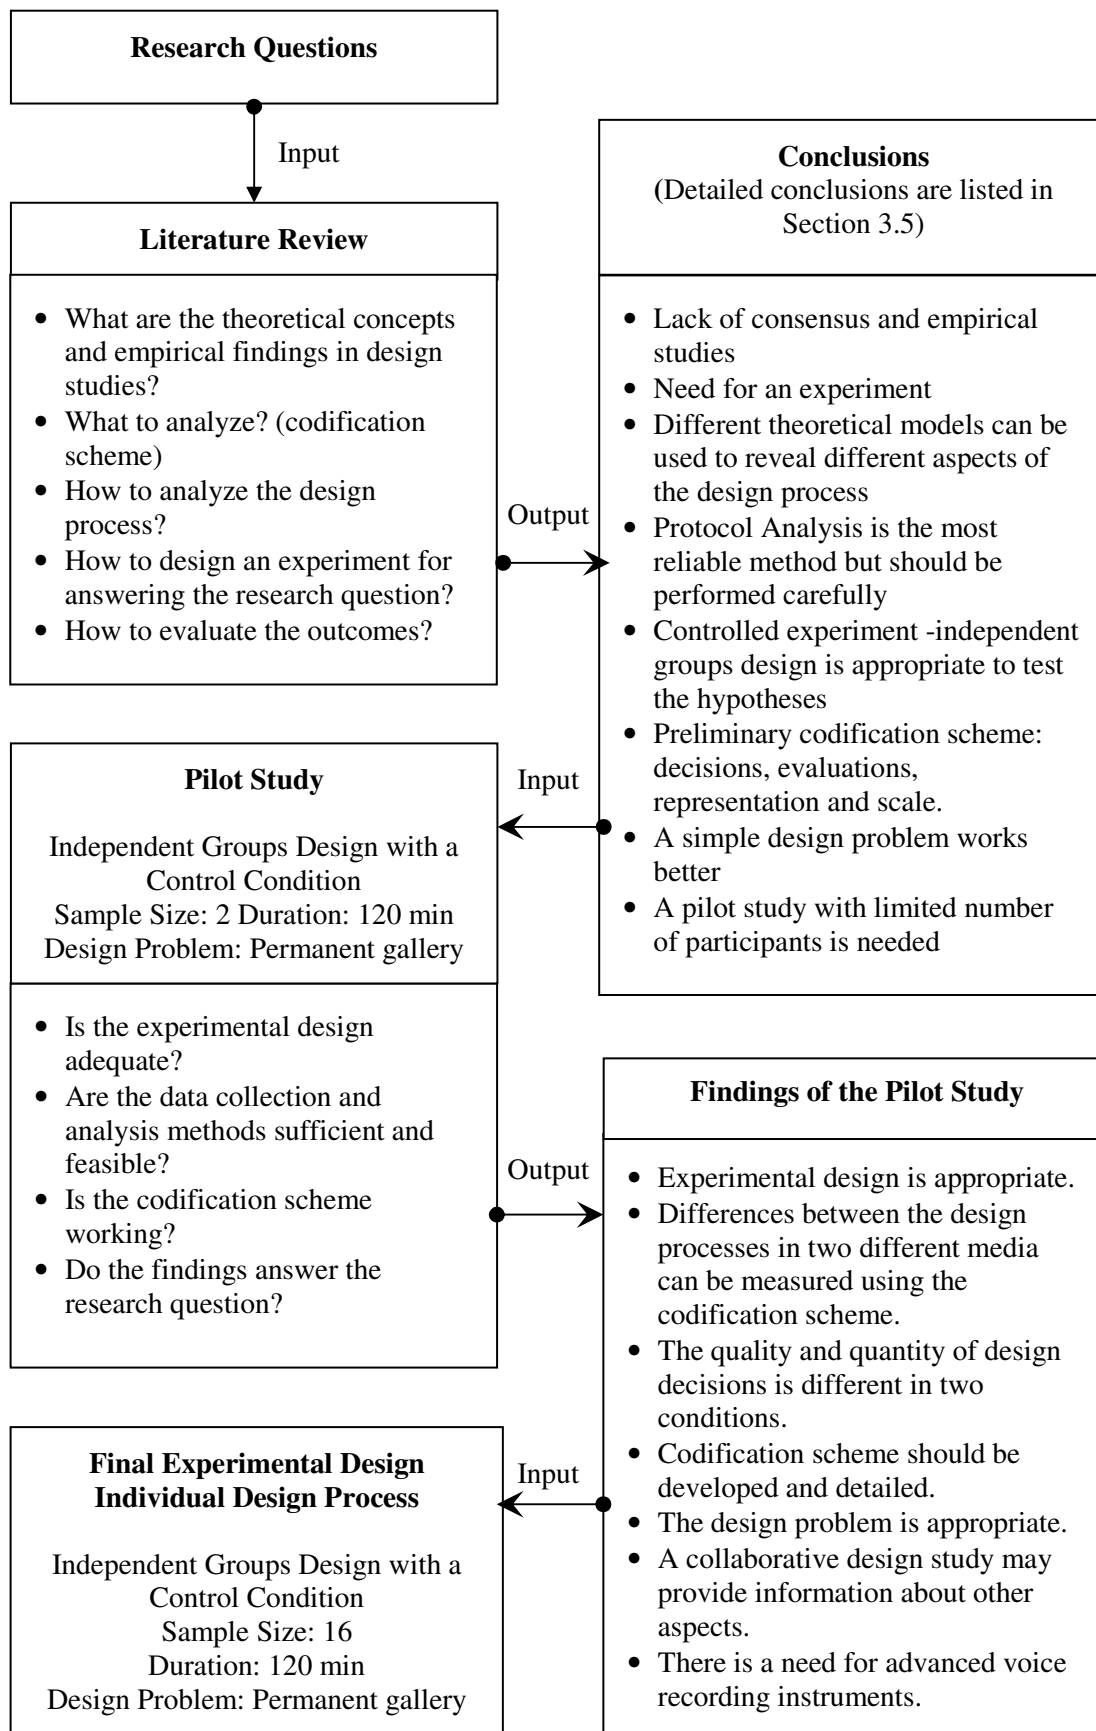 Research Questions
Input
Literature Review
• What are the theoretical concepts
and empirical findings in design
studies?
• What to analyze? (codification
scheme)
• How to analyze the design
process?
• How to design an experiment for
answering the research question?
• How to evaluate the outcomes?
Output
Conclusions
(Detailed conclusions are listed in
Section 3.5)
• Lack of consensus and empirical
studies
• Need for an experiment
• Different theoretical models can be
used to reveal different aspects of
the design process
• Protocol Analysis is the most
reliable method but should be
performed carefully
• Controlled experiment -independent
groups design is appropriate to test
the hypotheses
• Preliminary codification scheme:
decisions, evaluations,
representation and scale.
• A simple design problem works
better
• A pilot study with limited number
of participants is needed
Input
Pilot Study
Independent Groups Design with a
Control Condition
Sample Size: 2 Duration: 120 min
Design Problem: Permanent gallery
• Is the experimental design
adequate?
• Are the data collection and
analysis methods sufficient and
feasible?
• Is the codification scheme
working?
• Do the findings answer the
research question?
Output
Findings of the Pilot Study
• Experimental design is appropriate.
• Differences between the design
processes in two different media
can be measured using the
codification scheme.
• The quality and quantity of design
decisions is different in two
conditions.
• Codification scheme should be
developed and detailed.
• The design problem is appropriate.
• A collaborative design study may
provide information about other
aspects.
• There is a need for advanced voice
recording instruments.
Input
Final Experimental Design
Individual Design Process
Independent Groups Design with a
Control Condition
Sample Size: 16
Duration: 120 min
Design Problem: Permanent gallery